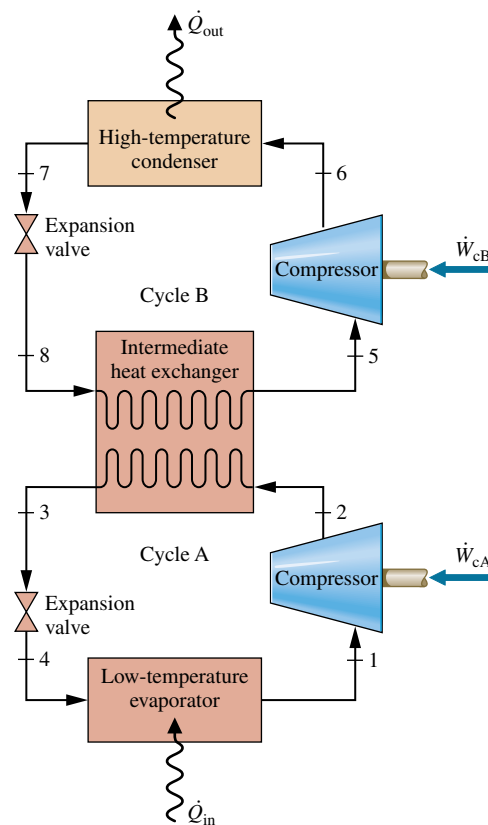 Q̇out
High-temperature
condenser
7
6
Expansion
valve
Compressor
ẆcB
Cycle B
8
Intermediate
heat exchanger
5
3
2
Cycle A
Compressor
ẆcA
Expansion
valve
4
Low-temperature
evaporator
1
Q̇in